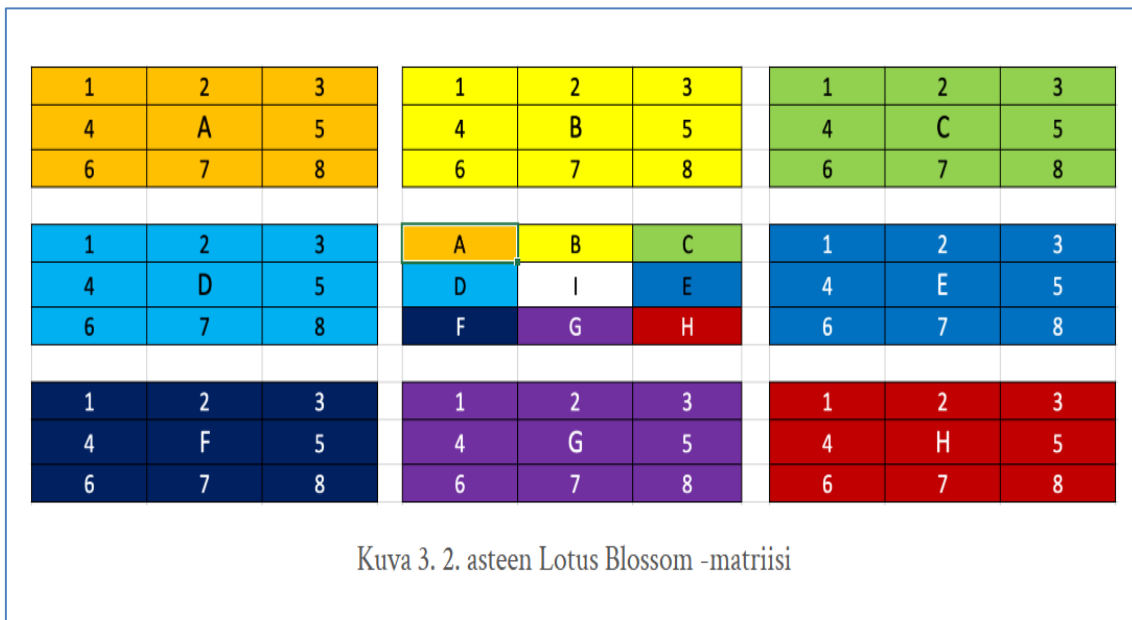 1 2 3 1 2 3 1 2 3
4 A 5 4 B 5 4 C 5
6 7 8 6 7 8 6 7 8
1 2 3 A B C 1 2 3
4 D 5 D I E 4 E 5
6 7 8 F G H 6 7 8
1 2 3 1 2 3 1 2 3
4 F 5 4 G 5 4 H 5
6 7 8 6 7 8 6 7 8
Kuva 3. 2. asteen Lotus Blossom -matriisi